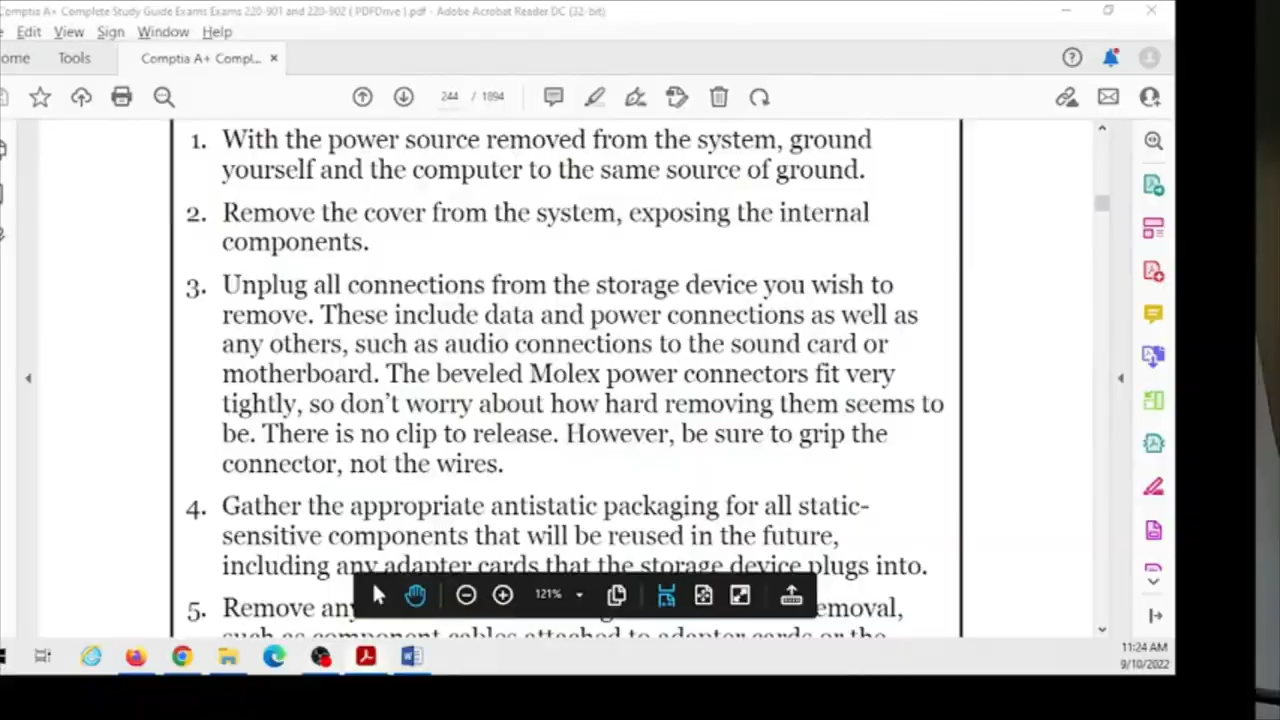 Comptia A+ Complete Study Guide Exams Exams 220-901 and 220-902 ( PDFDrive ).pdf - Adobe Acrobat Reader DC (32-bit)
Edit View Sign Window Help
ome Tools Comptia A+ Compl... ×
244 / 1894
1. With the power source removed from the system, ground
yourself and the computer to the same source of ground.
2. Remove the cover from the system, exposing the internal
components.
3. Unplug all connections from the storage device you wish to
remove. These include data and power connections as well as
any others, such as audio connections to the sound card or
motherboard. The beveled Molex power connectors fit very
tightly, so don't worry about how hard removing them seems to
be. There is no clip to release. However, be sure to grip the
connector, not the wires.
4. Gather the appropriate antistatic packaging for all static-
sensitive components that will be reused in the future,
including any adapter cards that the storage device plugs into.
121%
5. Remove any emoval,
such as component cables attached to adapter cards or the
11:24 AM
9/10/2022